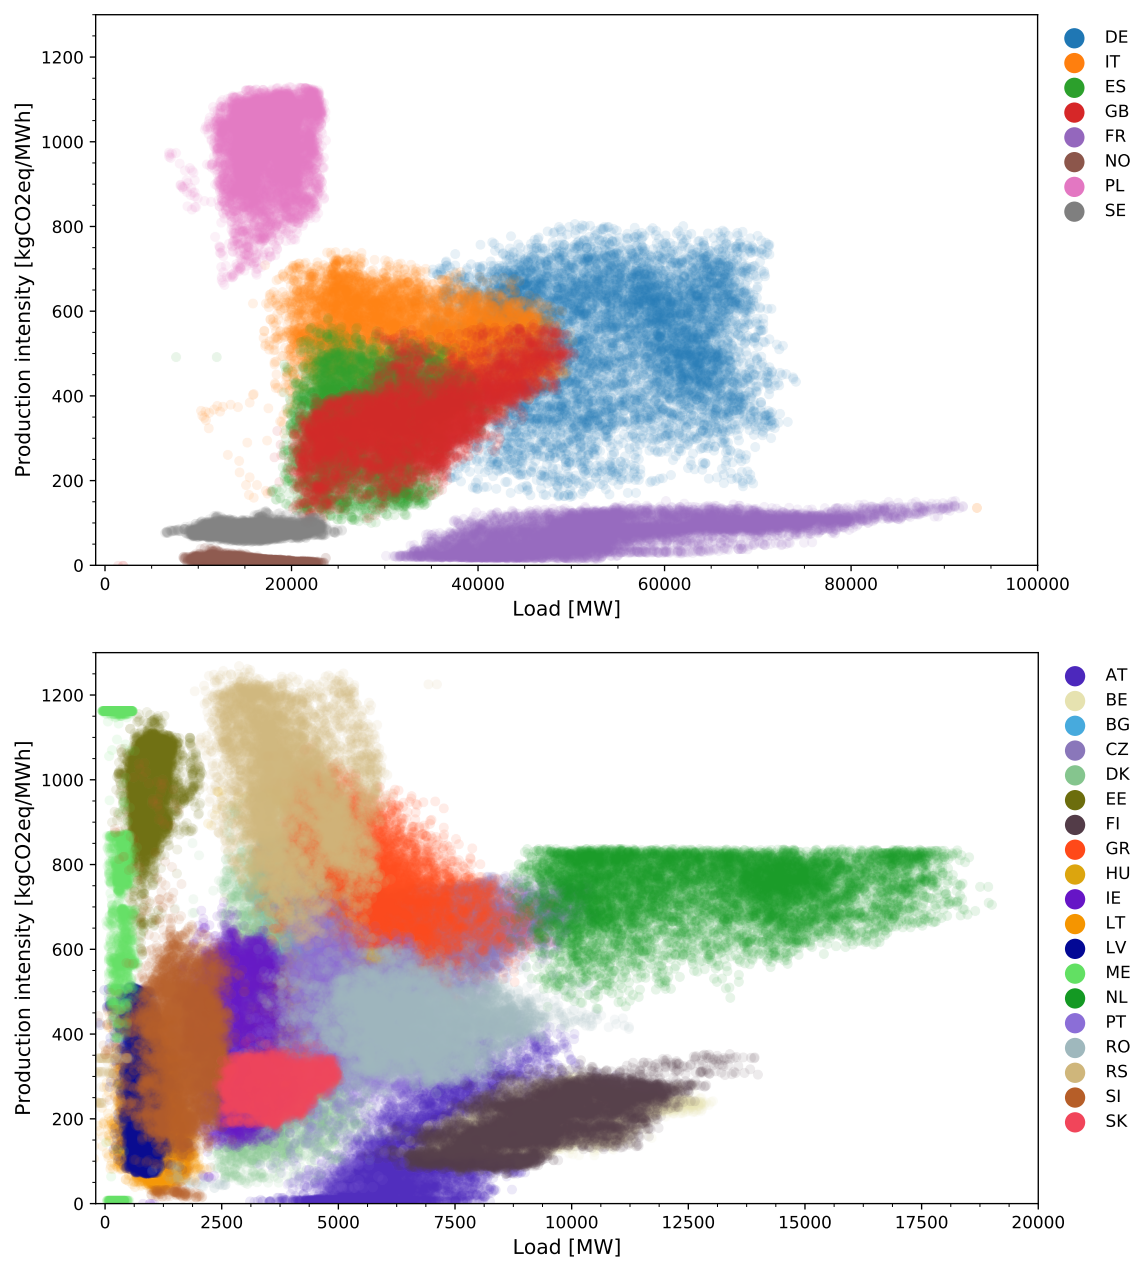 Production intensity [kgCO2eq/MWh]
1200
1000
800
600
400
200
0
0 20000 40000 60000 80000 100000
Load [MW]
DE
IT
ES
GB
FR
NO
PL
SE
Production intensity [kgCO2eq/MWh]
1200
1000
800
600
400
200
0
0 2500 5000 7500 10000 12500 15000 17500 20000
Load [MW]
AT
BE
BG
CZ
DK
EE
FI
GR
HU
IE
LT
LV
ME
NL
PT
RO
RS
SI
SK